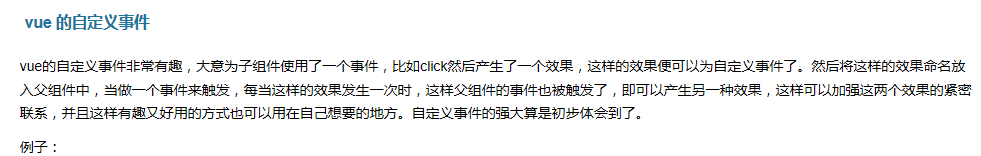 vue 的自定义事件
vue的自定义事件非常有趣，大意为子组件使用了一个事件，比如click然后产生了一个效果，这样的效果便可以为自定义事件了。然后将这样的效果命名放
入父组件中，当做一个事件来触发，每当这样的效果发生一次时，这样父组件的事件也被触发了，即可以产生另一种效果，这样可以加强这两个效果的紧密
联系，并且这样有趣又好用的方式也可以用在自己想要的地方。自定义事件的强大算是初步体会到了。
例子：